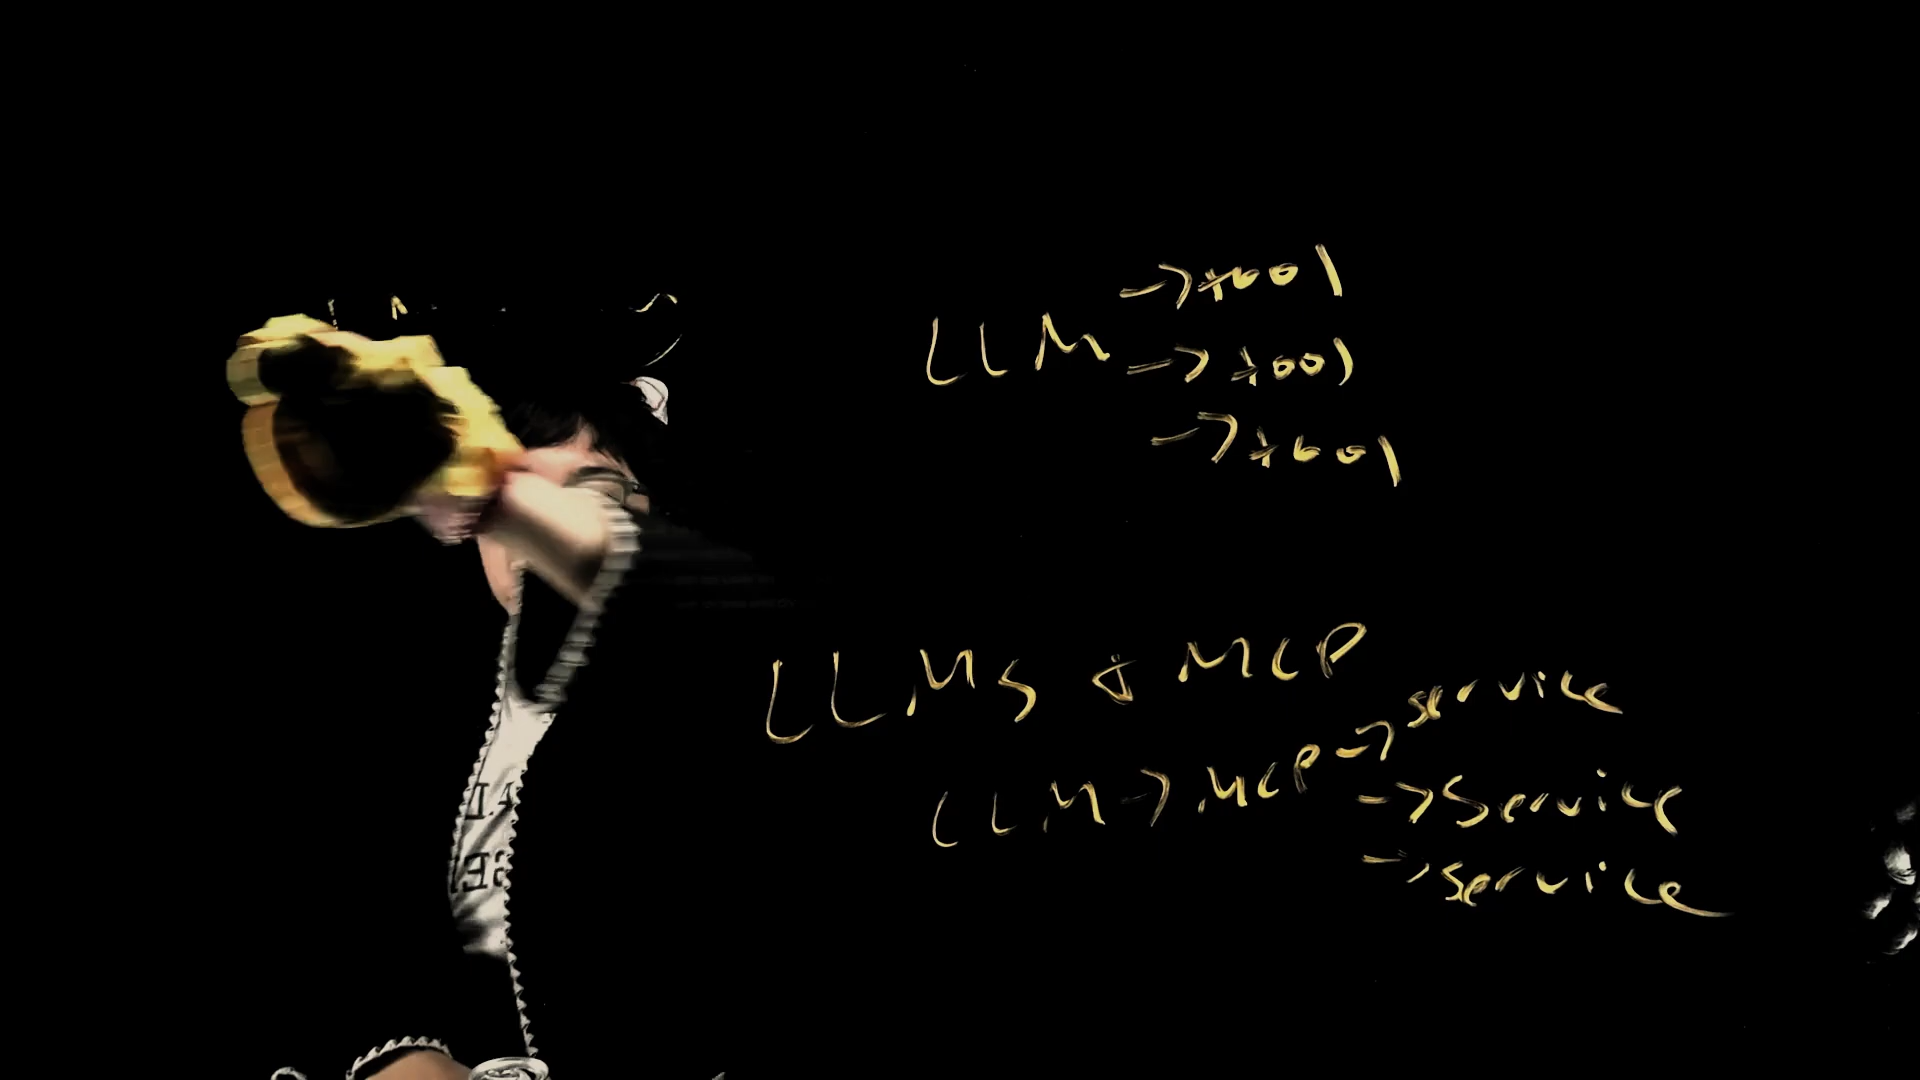 LLM → tool
→ tool
→ tool
LLMs + MCP
LLM → MCP → service
→ service
→ service